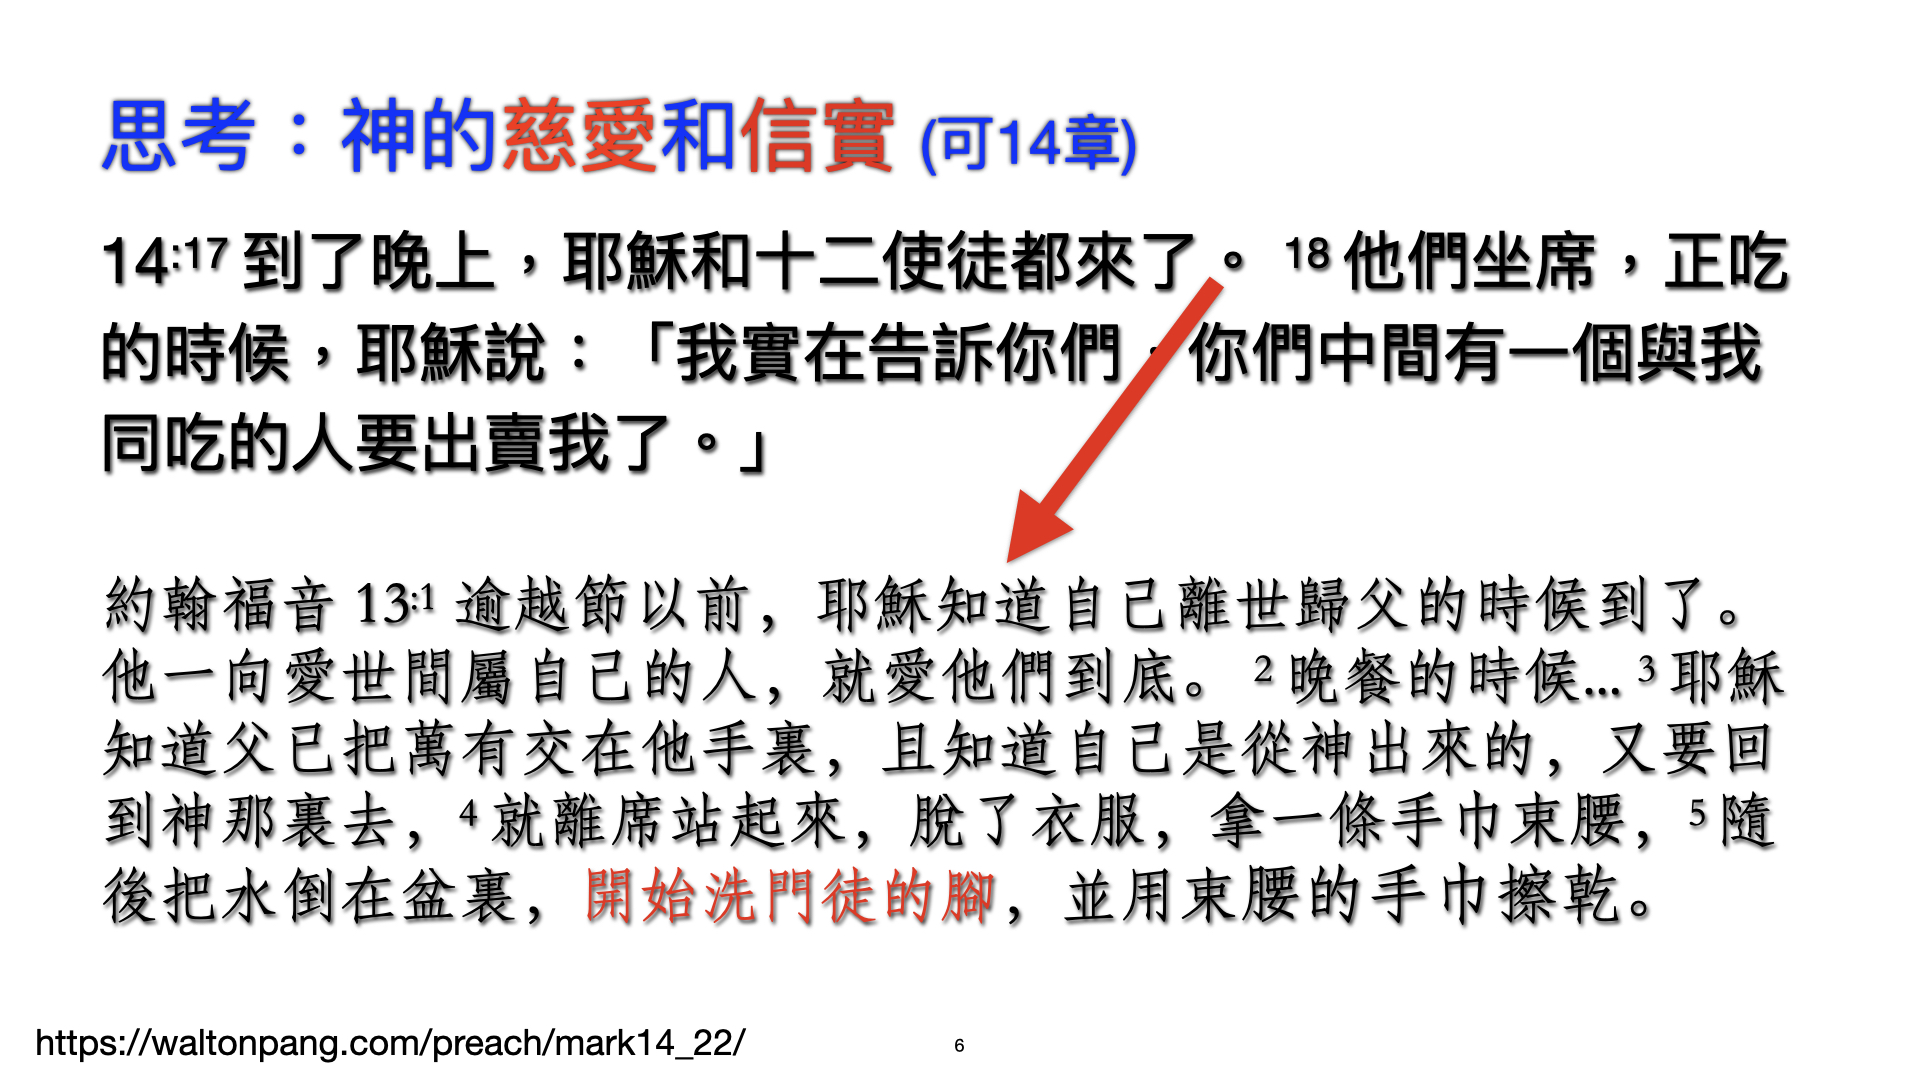 思考：神的慈愛和信實 (可14章)
14:17 到了晚上，耶穌和十二使徒都來了。 18 他們坐席，正吃
的時候，耶穌說：「我實在告訴你們，你們中間有一個與我
同吃的人要出賣我了。」
約翰福音 13:1 逾越節以前，耶穌知道自己離世歸父的時候到了。
他一向愛世間屬自己的人，就愛他們到底。 2 晚餐的時候... 3 耶穌
知道父已把萬有交在他手裏，且知道自己是從神出來的，又要回
到神那裏去，4 就離席站起來，脫了衣服，拿一條手巾束腰，5 隨
後把水倒在盆裏，開始洗門徒的腳，並用束腰的手巾擦乾。
https://waltonpang.com/preach/mark14_22/
6